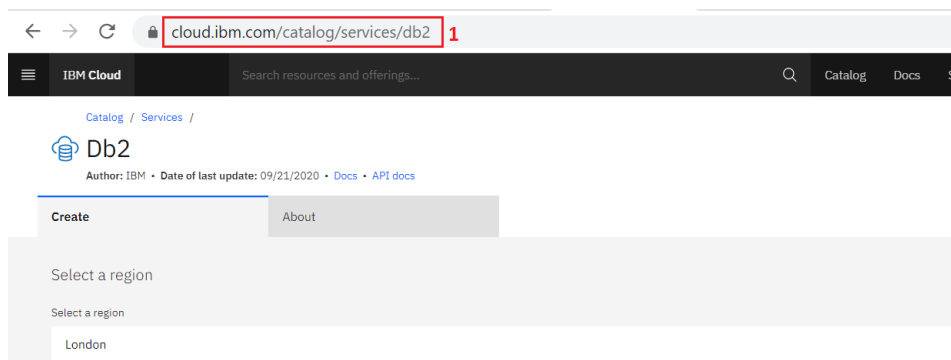 cloud.ibm.com/catalog/services/db2 1
IBM Cloud Search resources and offerings... Catalog Docs
Catalog / Services /
Db2
Author: IBM • Date of last update: 09/21/2020 • Docs • API docs
Create About
Select a region
Select a region
London